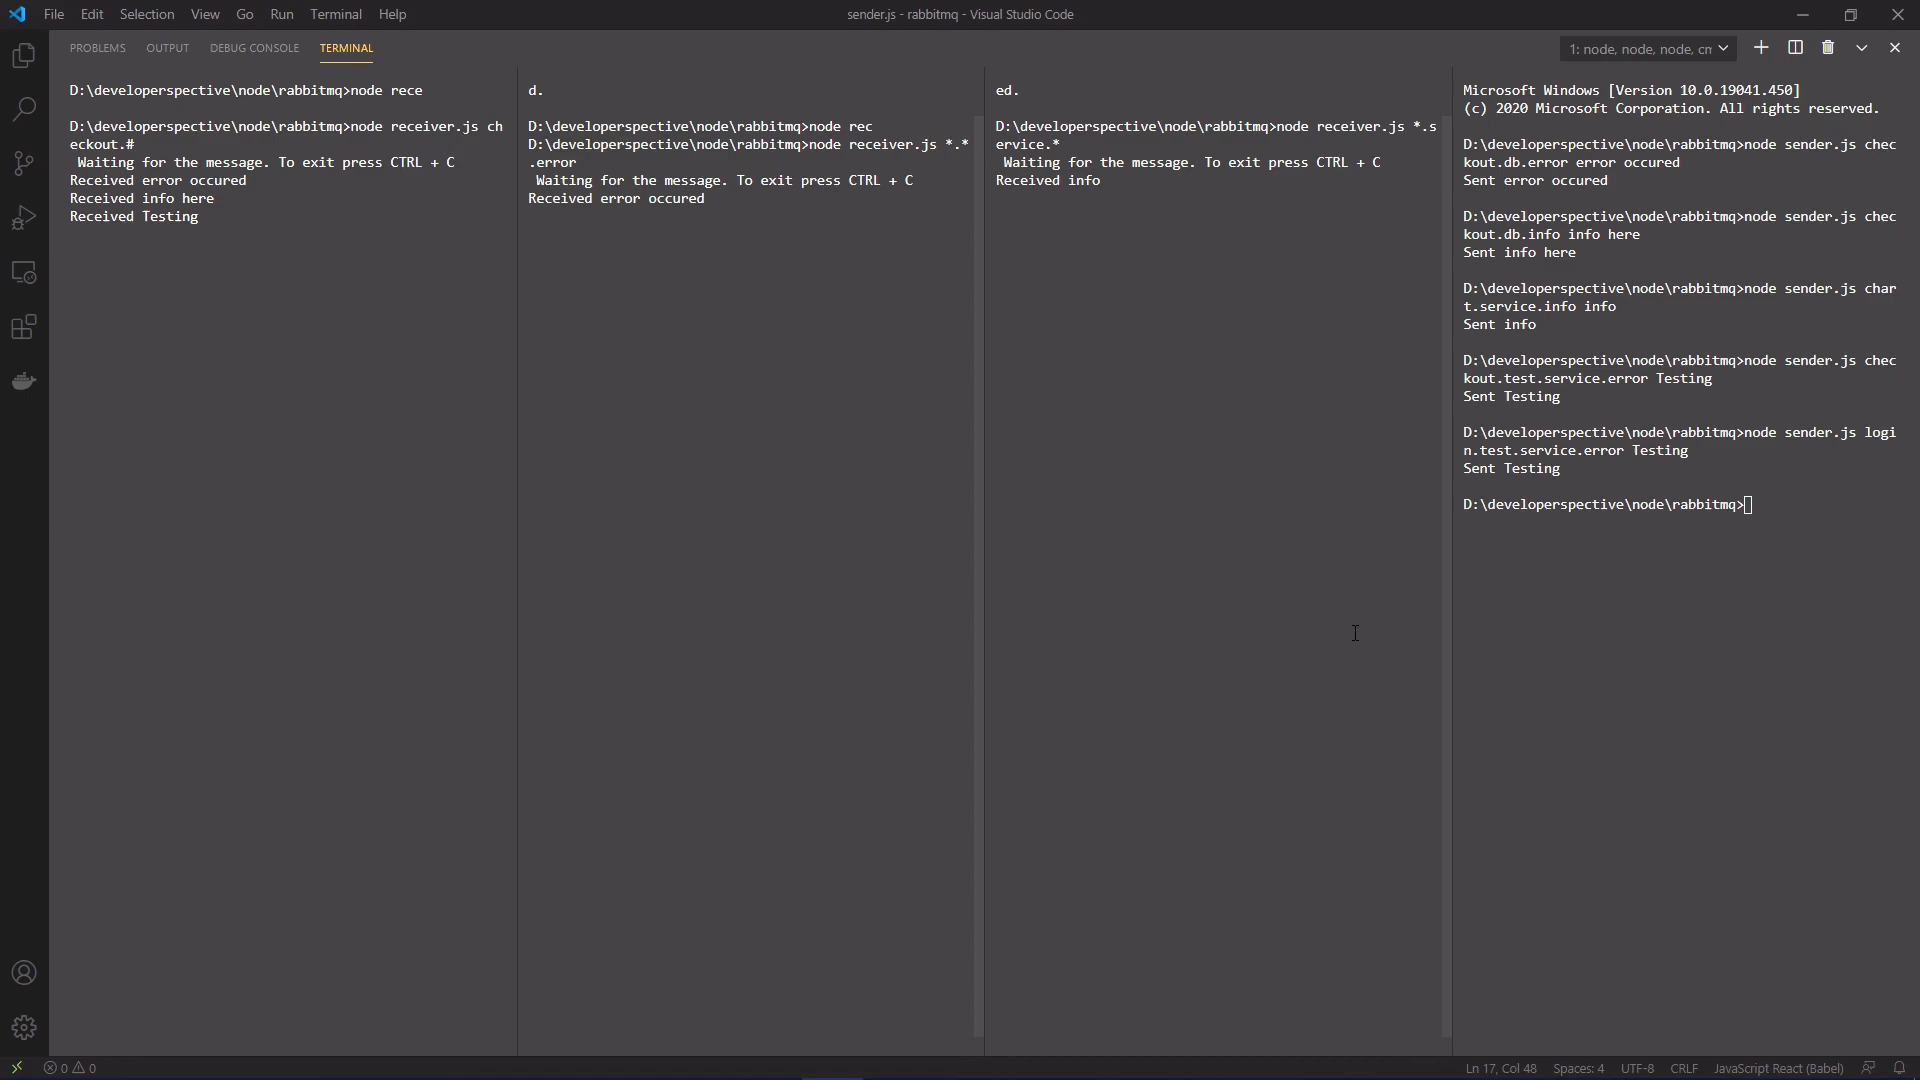 File Edit Selection View Go Run Terminal Help
sender.js - rabbitmq - Visual Studio Code
PROBLEMS OUTPUT DEBUG CONSOLE TERMINAL
1: node, node, node, cm
D:\developerspective\node\rabbitmq>node rece
D:\developerspective\node\rabbitmq>node receiver.js ch
eckout.#
Waiting for the message. To exit press CTRL + C
Received error occured
Received info here
Received Testing
d.
D:\developerspective\node\rabbitmq>node rec
D:\developerspective\node\rabbitmq>node receiver.js *.*
.error
Waiting for the message. To exit press CTRL + C
Received error occured
ed.
D:\developerspective\node\rabbitmq>node receiver.js *.s
ervice.*
Waiting for the message. To exit press CTRL + C
Received info
Microsoft Windows [Version 10.0.19041.450]
(c) 2020 Microsoft Corporation. All rights reserved.
D:\developerspective\node\rabbitmq>node sender.js chec
kout.db.error error occured
Sent error occured
D:\developerspective\node\rabbitmq>node sender.js chec
kout.db.info info here
Sent info here
D:\developerspective\node\rabbitmq>node sender.js char
t.service.info info
Sent info
D:\developerspective\node\rabbitmq>node sender.js chec
kout.test.service.error Testing
Sent Testing
D:\developerspective\node\rabbitmq>node sender.js logi
n.test.service.error Testing
Sent Testing
D:\developerspective\node\rabbitmq>
0 0
Ln 17, Col 48 Spaces: 4 UTF-8 CRLF JavaScript React (Babel)